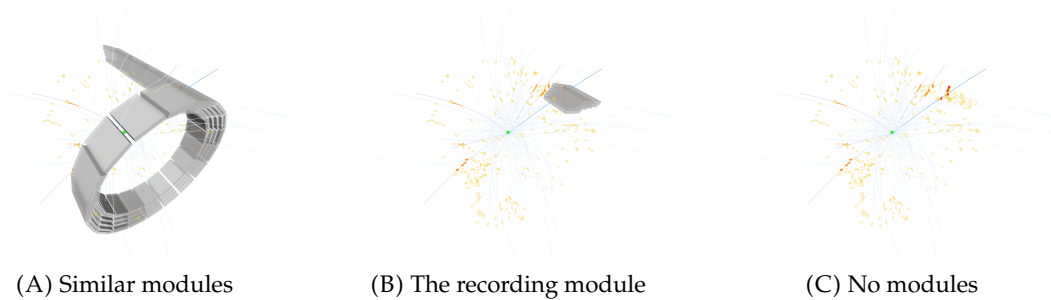 (A) Similar modules
(B) The recording module
(C) No modules